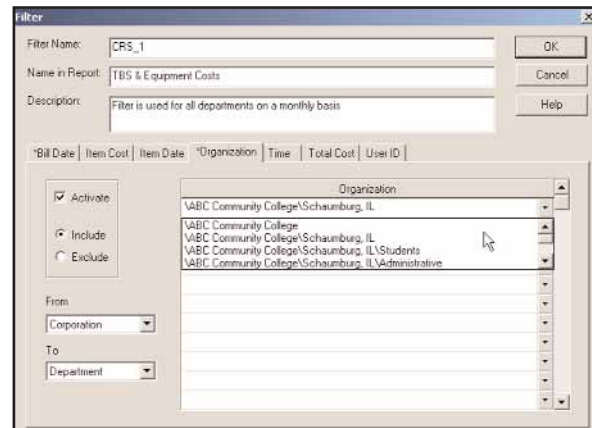 Filter
Filter Name:
CRS_1
OK
Name in Report:
TBS & Equipment Costs
Cancel
Description:
Filter is used for all departments on a monthly basis
Help
*Bill Date
Item Cost
Item Date
*Organization
Time
Total Cost
User ID
Activate
Include
Exclude
From
Corporation
To
Department
Organization
\ABC Community College\Schaumburg, IL
\ABC Community College
\ABC Community College\Schaumburg, IL
\ABC Community College\Schaumburg, IL\Students
\ABC Community College\Schaumburg, IL\Administrative